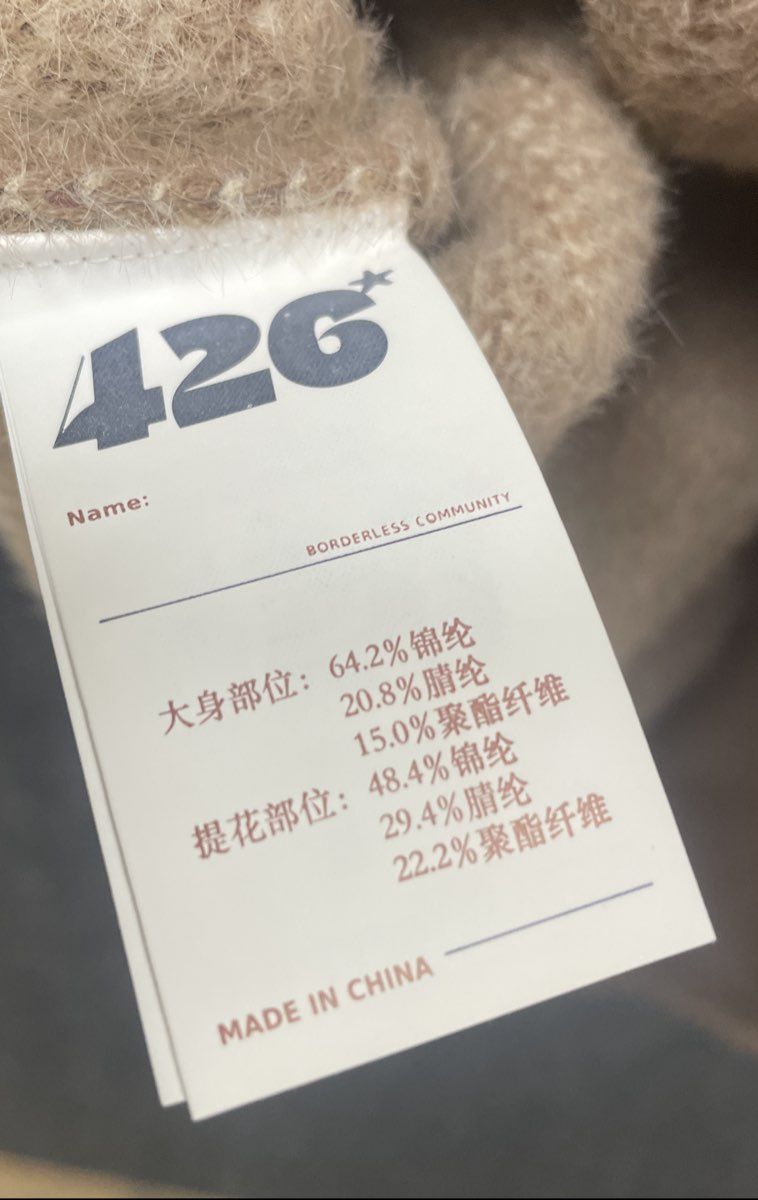 426*
Name:
BORDERLESS COMMUNITY
大身部位：64.2%锦纶
20.8%腈纶
15.0%聚酯纤维
提花部位：48.4%锦纶
29.4%腈纶
22.2%聚酯纤维
MADE IN CHINA